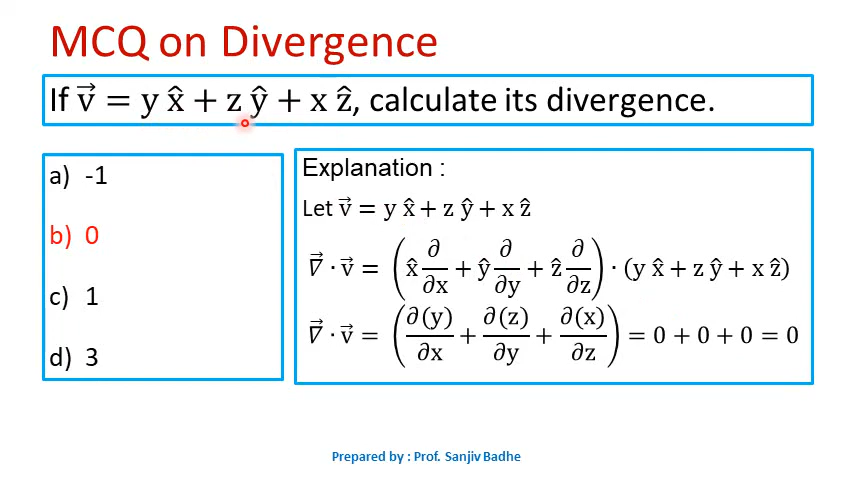 MCQ on Divergence
If v⃗ = y x̂ + z ŷ + x ẑ, calculate its divergence.
a) -1
b) 0
c) 1
d) 3
Explanation :
Let v⃗ = y x̂ + z ŷ + x ẑ
∇⃗ · v⃗ = (x̂ ∂/∂x + ŷ ∂/∂y + ẑ ∂/∂z) · (y x̂ + z ŷ + x ẑ)
∇⃗ · v⃗ = (∂(y)/∂x + ∂(z)/∂y + ∂(x)/∂z) = 0 + 0 + 0 = 0
Prepared by : Prof. Sanjiv Badhe